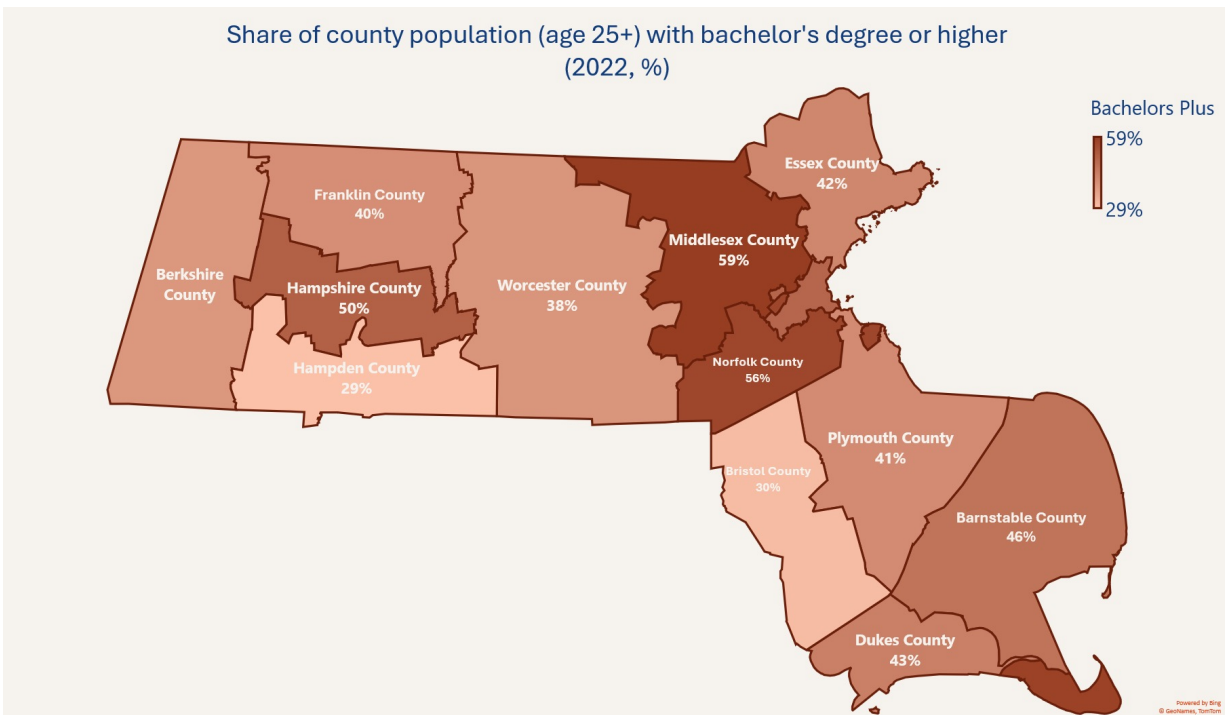 Share of county population (age 25+) with bachelor's degree or higher
(2022, %)
Bachelors Plus
59%
29%
Essex County
42%
Franklin County
40%
Middlesex County
59%
Berkshire
County
Hampshire County
50%
Worcester County
38%
Hampden County
29%
Norfolk County
56%
Plymouth County
41%
Bristol County
30%
Barnstable County
46%
Dukes County
43%
Powered by Bing
© GeoNames, TomTom